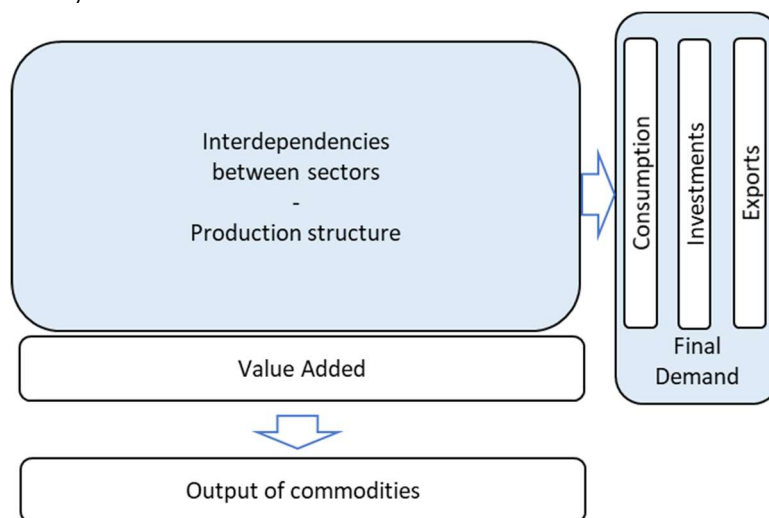 Interdependencies
between sectors
-
Production structure
Consumption
Investments
Exports
Final
Demand
Value Added
Output of commodities